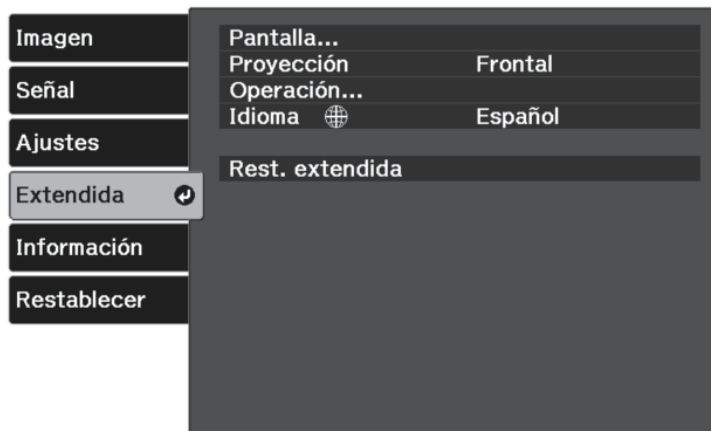 Imagen
Señal
Ajustes
Extendida
Información
Restablecer
Pantalla...
Proyección Frontal
Operación...
Idioma Español
Rest. extendida